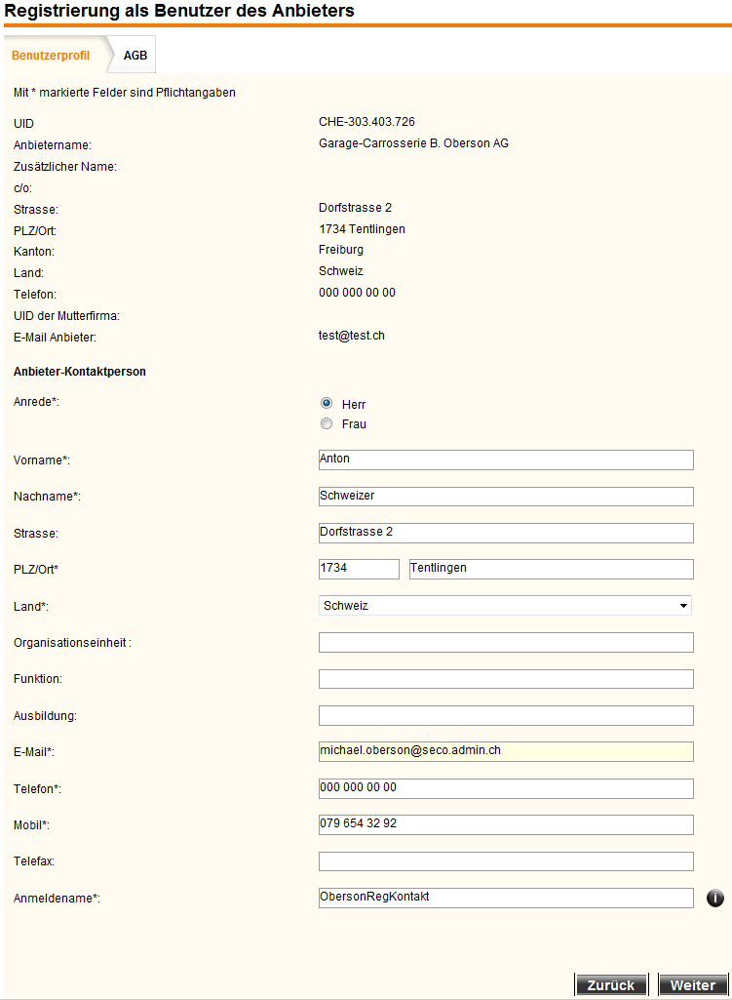 Registrierung als Benutzer des Anbieters
Benutzerprofil AGB
Mit * markierte Felder sind Pflichtangaben
UID CHE-303.403.726
Anbietername: Garage-Carrosserie B. Oberson AG
Zusätzlicher Name:
c/o:
Strasse: Dorfstrasse 2
PLZ/Ort: 1734 Tentlingen
Kanton: Freiburg
Land: Schweiz
Telefon: 000 000 00 00
UID der Mutterfirma:
E-Mail Anbieter: test@test.ch
Anbieter-Kontaktperson
Anrede*: Herr
Frau
Vorname*: Anton
Nachname*: Schweizer
Strasse: Dorfstrasse 2
PLZ/Ort* 1734 Tentlingen
Land*: Schweiz
Organisationseinheit :
Funktion:
Ausbildung:
E-Mail*: michael.oberson@seco.admin.ch
Telefon*: 000 000 00 00
Mobil*: 079 654 32 92
Telefax:
Anmeldename*: ObersonRegKontakt i
Zurück Weiter